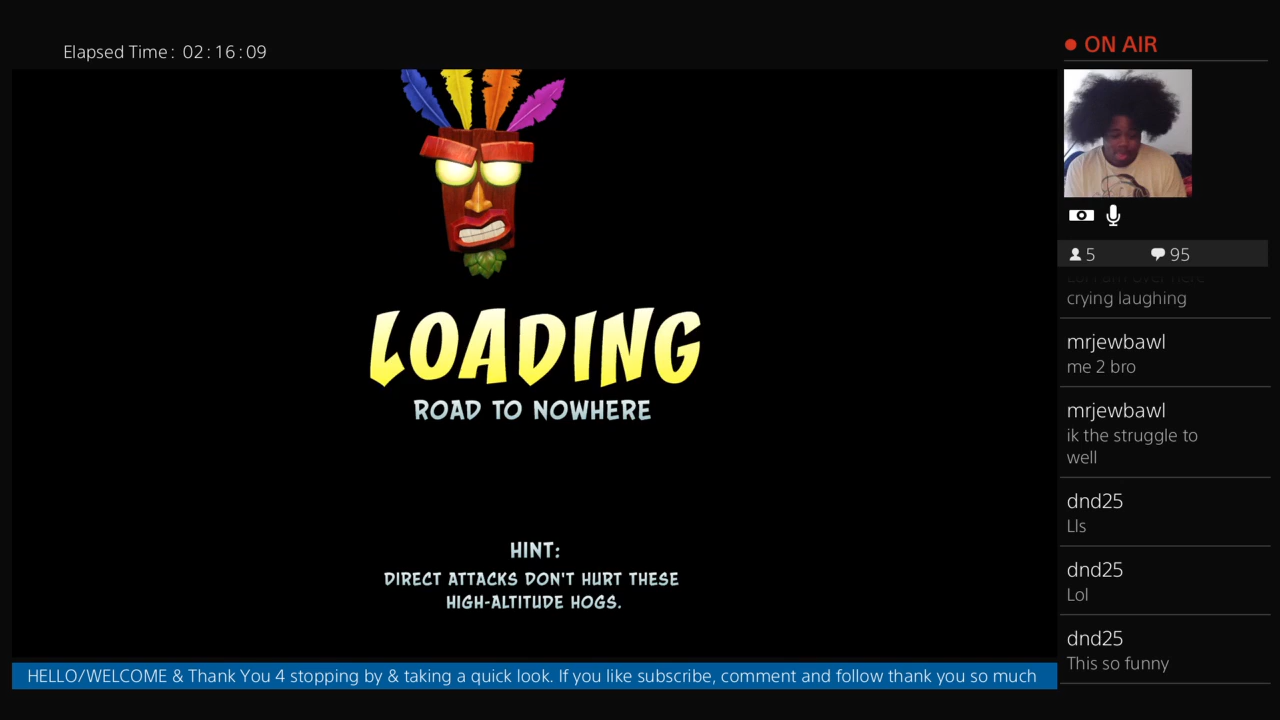 Elapsed Time: 02:16:09
ON AIR
LOADING
ROAD TO NOWHERE
HINT:
DIRECT ATTACKS DON'T HURT THESE
HIGH-ALTITUDE HOGS.
HELLO/WELCOME & Thank You 4 stopping by & taking a quick look. If you like subscribe, comment and follow thank you so much
5
95
crying laughing
mrjewbawl
me 2 bro
mrjewbawl
ik the struggle to
well
dnd25
Lls
dnd25
Lol
dnd25
This so funny